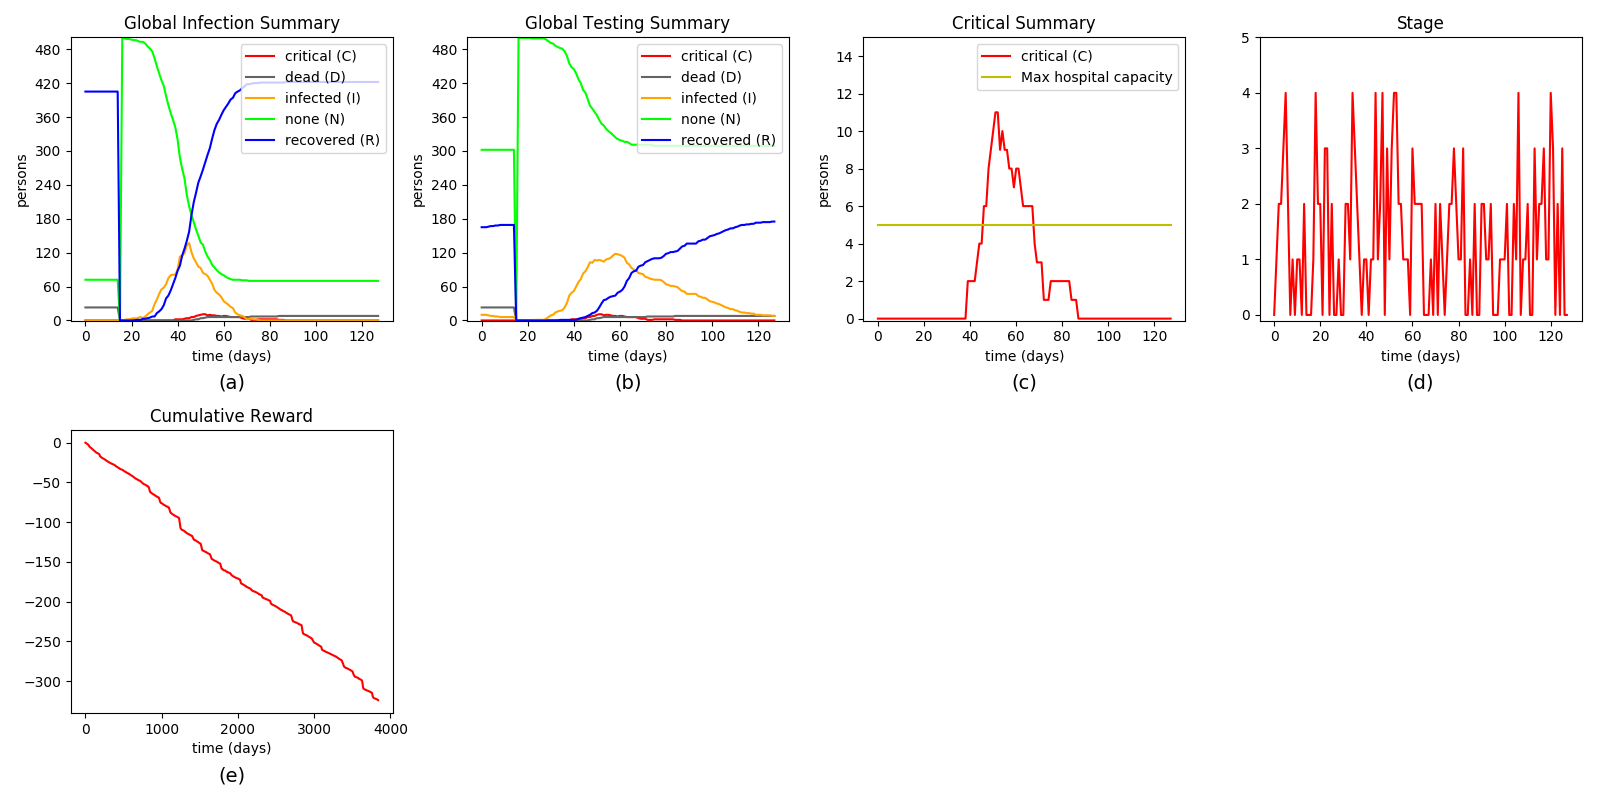 Global Infection Summary
persons
480
420
360
300
240
180
120
60
0
critical (C)
dead (D)
infected (I)
none (N)
recovered (R)
0 20 40 60 80 100 120
time (days)
(a)
Global Testing Summary
persons
480
420
360
300
240
180
120
60
0
critical (C)
dead (D)
infected (I)
none (N)
recovered (R)
0 20 40 60 80 100 120
time (days)
(b)
Critical Summary
persons
14
12
10
8
6
4
2
0
critical (C)
Max hospital capacity
0 20 40 60 80 100 120
time (days)
(c)
Stage
5
4
3
2
1
0
0 20 40 60 80 100 120
time (days)
(d)
Cumulative Reward
0
−50
−100
−150
−200
−250
−300
0 1000 2000 3000 4000
time (days)
(e)